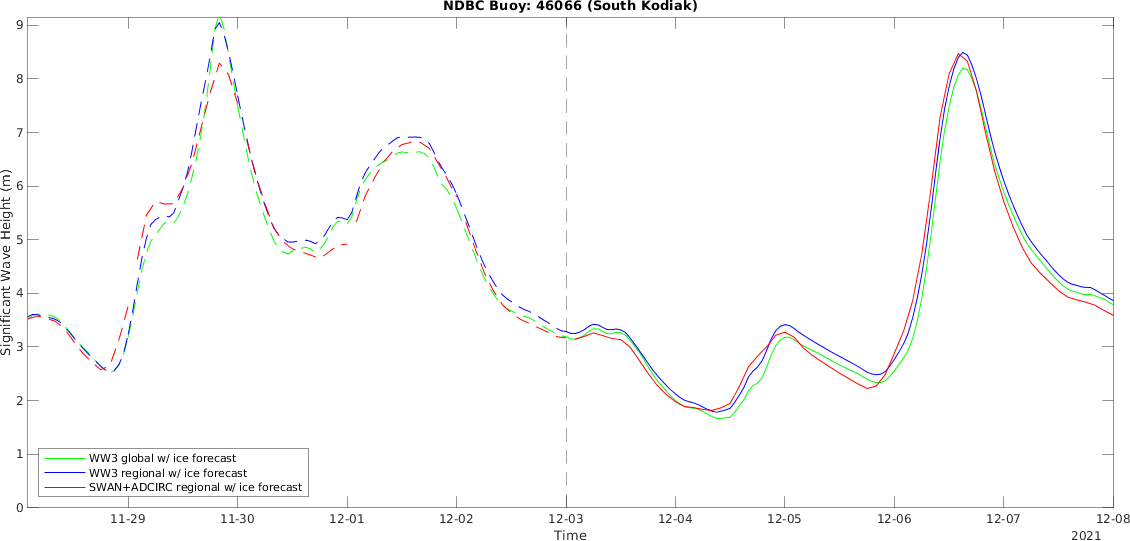 NDBC Buoy: 46066 (South Kodiak)
Significant Wave Height (m)
9
8
7
6
5
4
3
2
1
0
WW3 global w/ ice forecast
WW3 regional w/ ice forecast
SWAN+ADCIRC regional w/ ice forecast
11-29 11-30 12-01 12-02 12-03 12-04 12-05 12-06 12-07 12-08
Time
2021